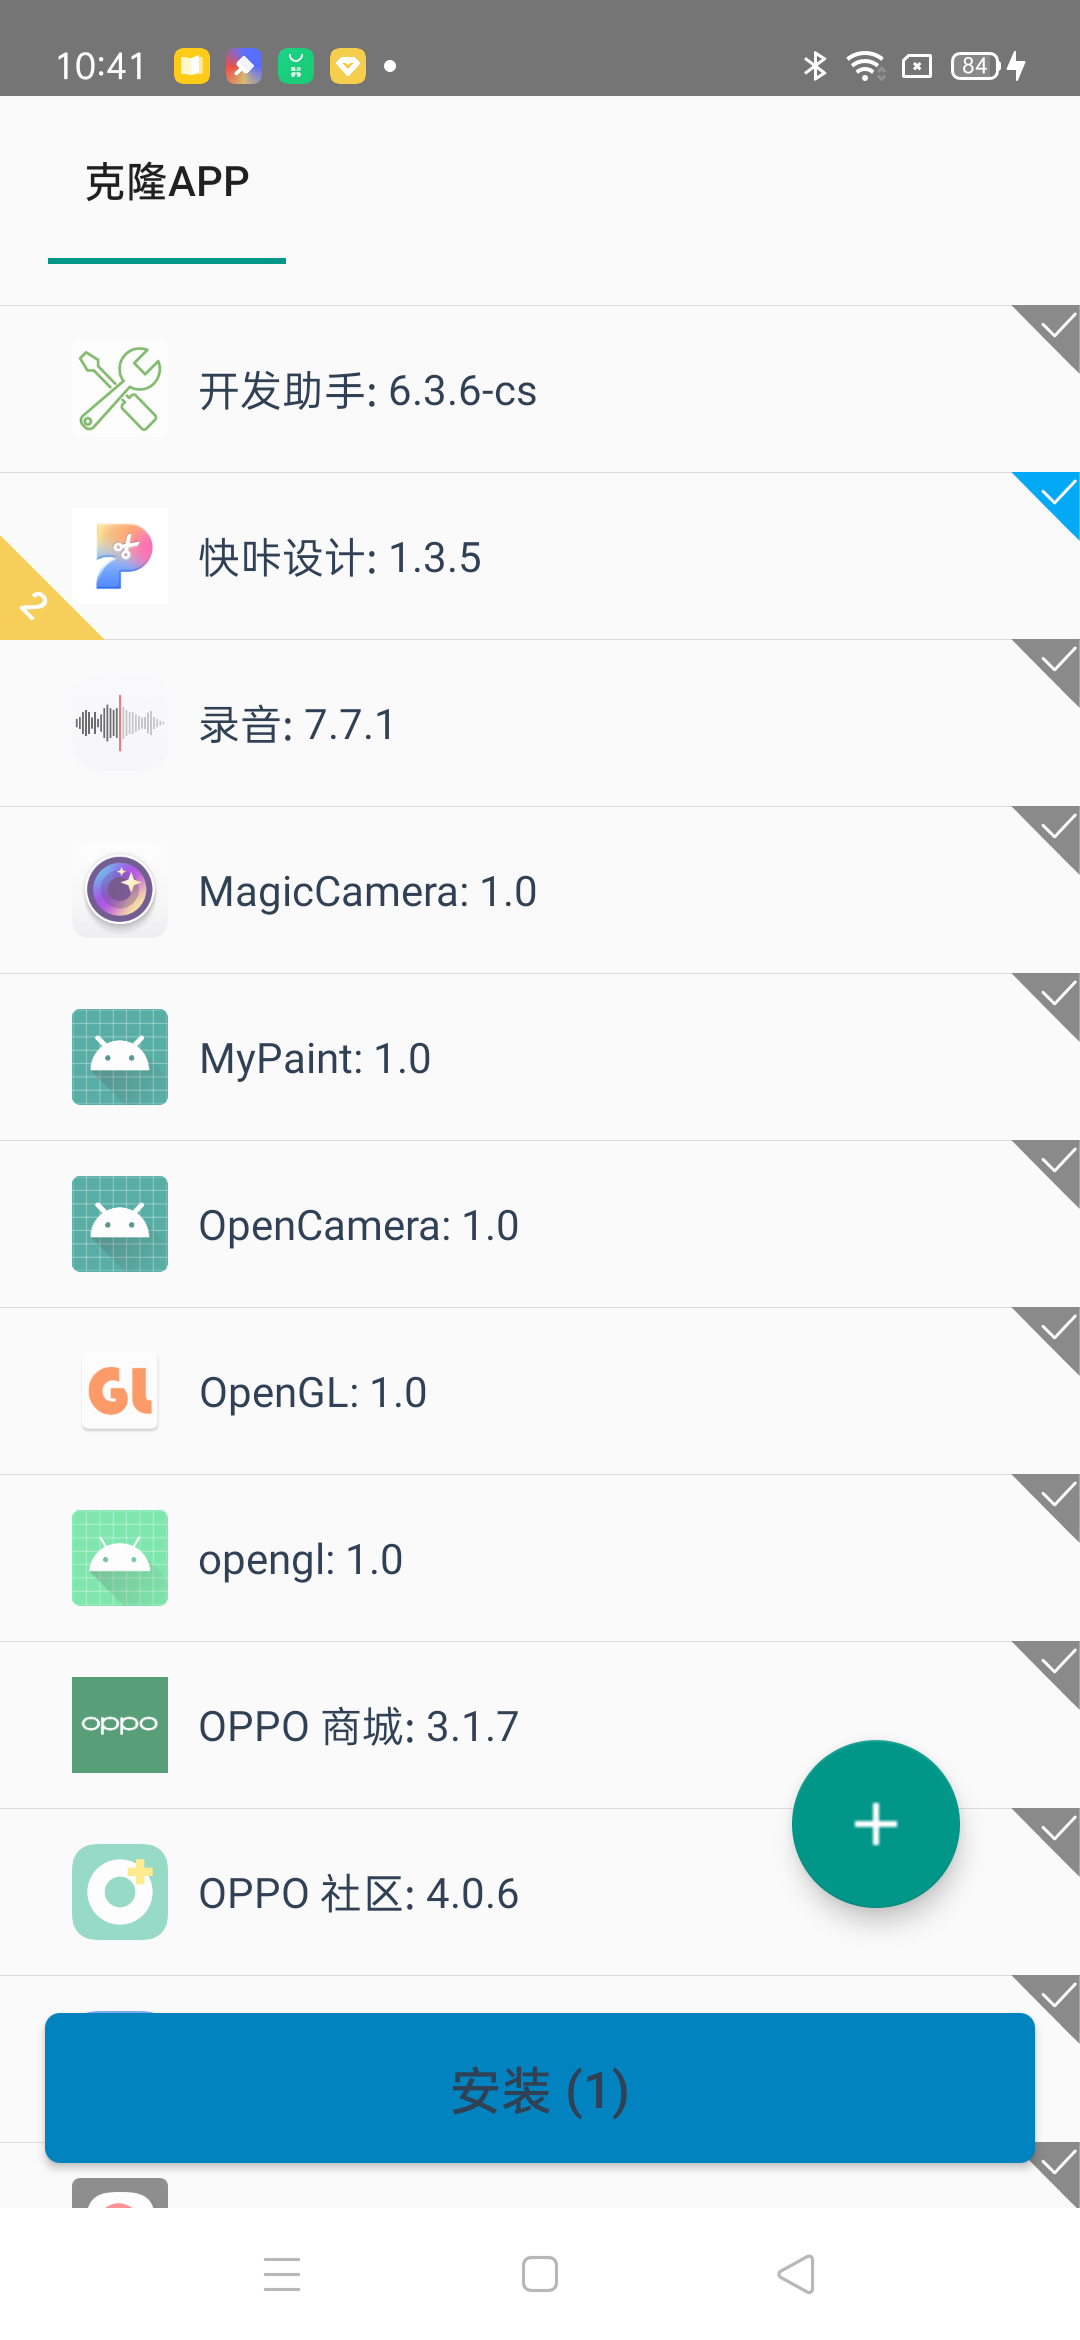 10:41
84
克隆APP
开发助手: 6.3.6-cs
快咔设计: 1.3.5
2
录音: 7.7.1
MagicCamera: 1.0
MyPaint: 1.0
OpenCamera: 1.0
GL
OpenGL: 1.0
opengl: 1.0
oppo
OPPO 商城: 3.1.7
OPPO 社区: 4.0.6
安装 (1)